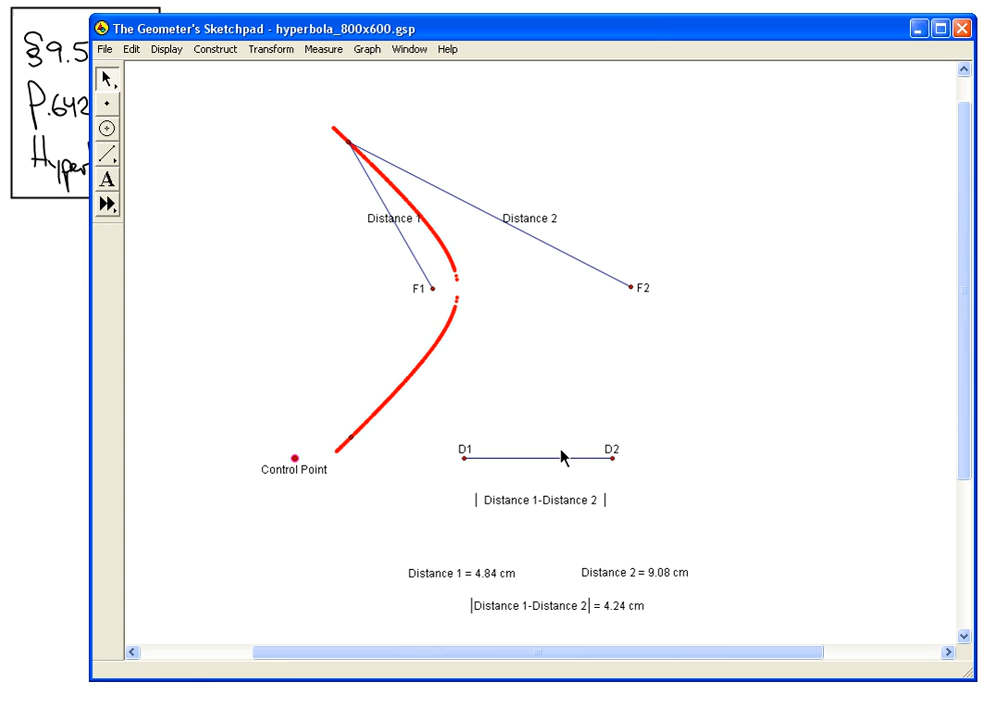 §9.5
P.642
Hyper
The Geometer's Sketchpad - hyperbola_800x600.gsp
File Edit Display Construct Transform Measure Graph Window Help
A
Distance 1 Distance 2
F1 F2
D1 D2
Control Point
| Distance 1-Distance 2 |
Distance 1 = 4.84 cm Distance 2 = 9.08 cm
|Distance 1-Distance 2| = 4.24 cm